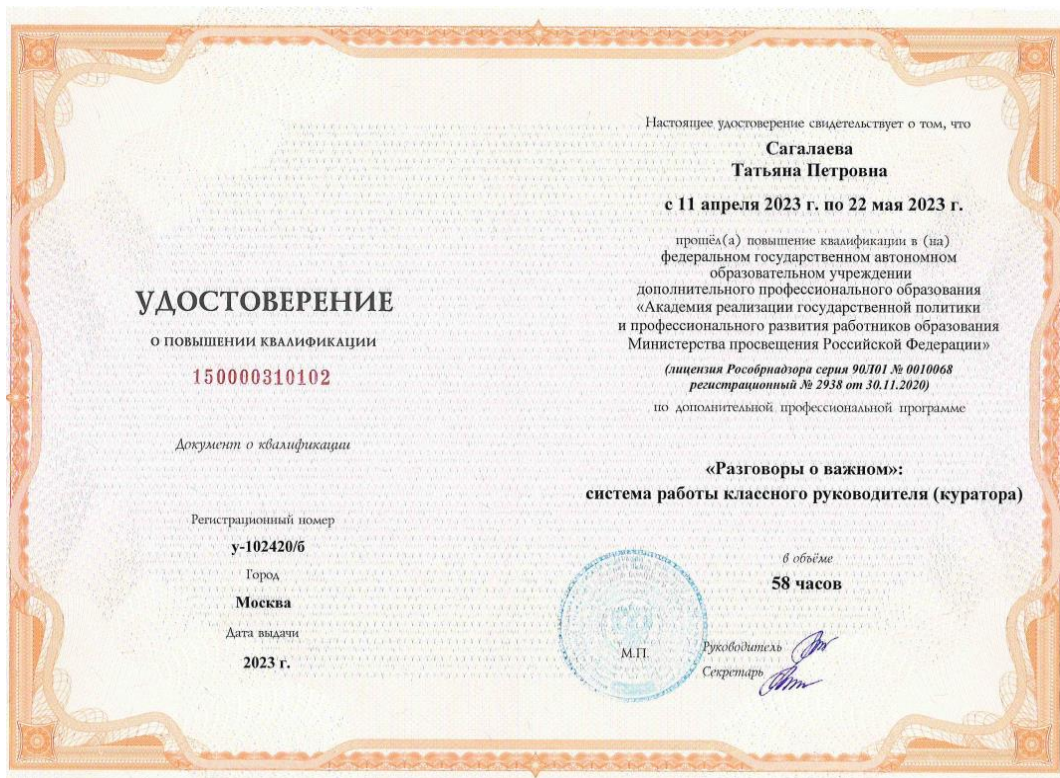 УДОСТОВЕРЕНИЕ
О ПОВЫШЕНИИ КВАЛИФИКАЦИИ
150000310102
Документ о квалификации
Регистрационный номер
у-102420/б
Город
Москва
Дата выдачи
2023 г.
Настоящее удостоверение свидетельствует о том, что
Сагалаева
Татьяна Петровна
с 11 апреля 2023 г. по 22 мая 2023 г.
прошёл(а) повышение квалификации в (на)
федеральном государственном автономном
образовательном учреждении
дополнительного профессионального образования
«Академия реализации государственной политики
и профессионального развития работников образования
Министерства просвещения Российской Федерации»
(лицензия Рособрнадзора серия 90Л01 № 0010068
регистрационный № 2938 от 30.11.2020)
по дополнительной профессиональной программе
«Разговоры о важном»:
система работы классного руководителя (куратора)
в объёме
58 часов
М.П.
Руководитель
Секретарь